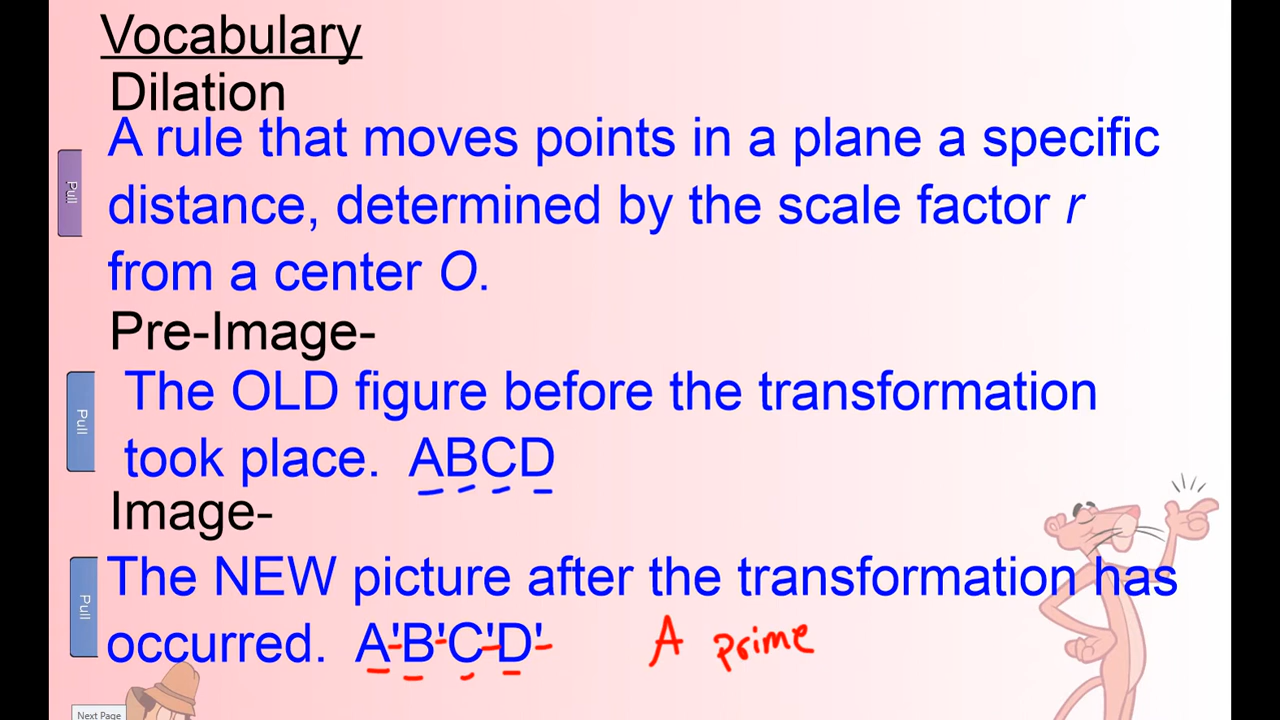 Vocabulary
Dilation
A rule that moves points in a plane a specific
distance, determined by the scale factor r
from a center O.
Pull
Pre-Image-
The OLD figure before the transformation
took place. ABCD
Pull
Image-
The NEW picture after the transformation has
occurred. A'B'C'D' A prime
Pull
Next Page